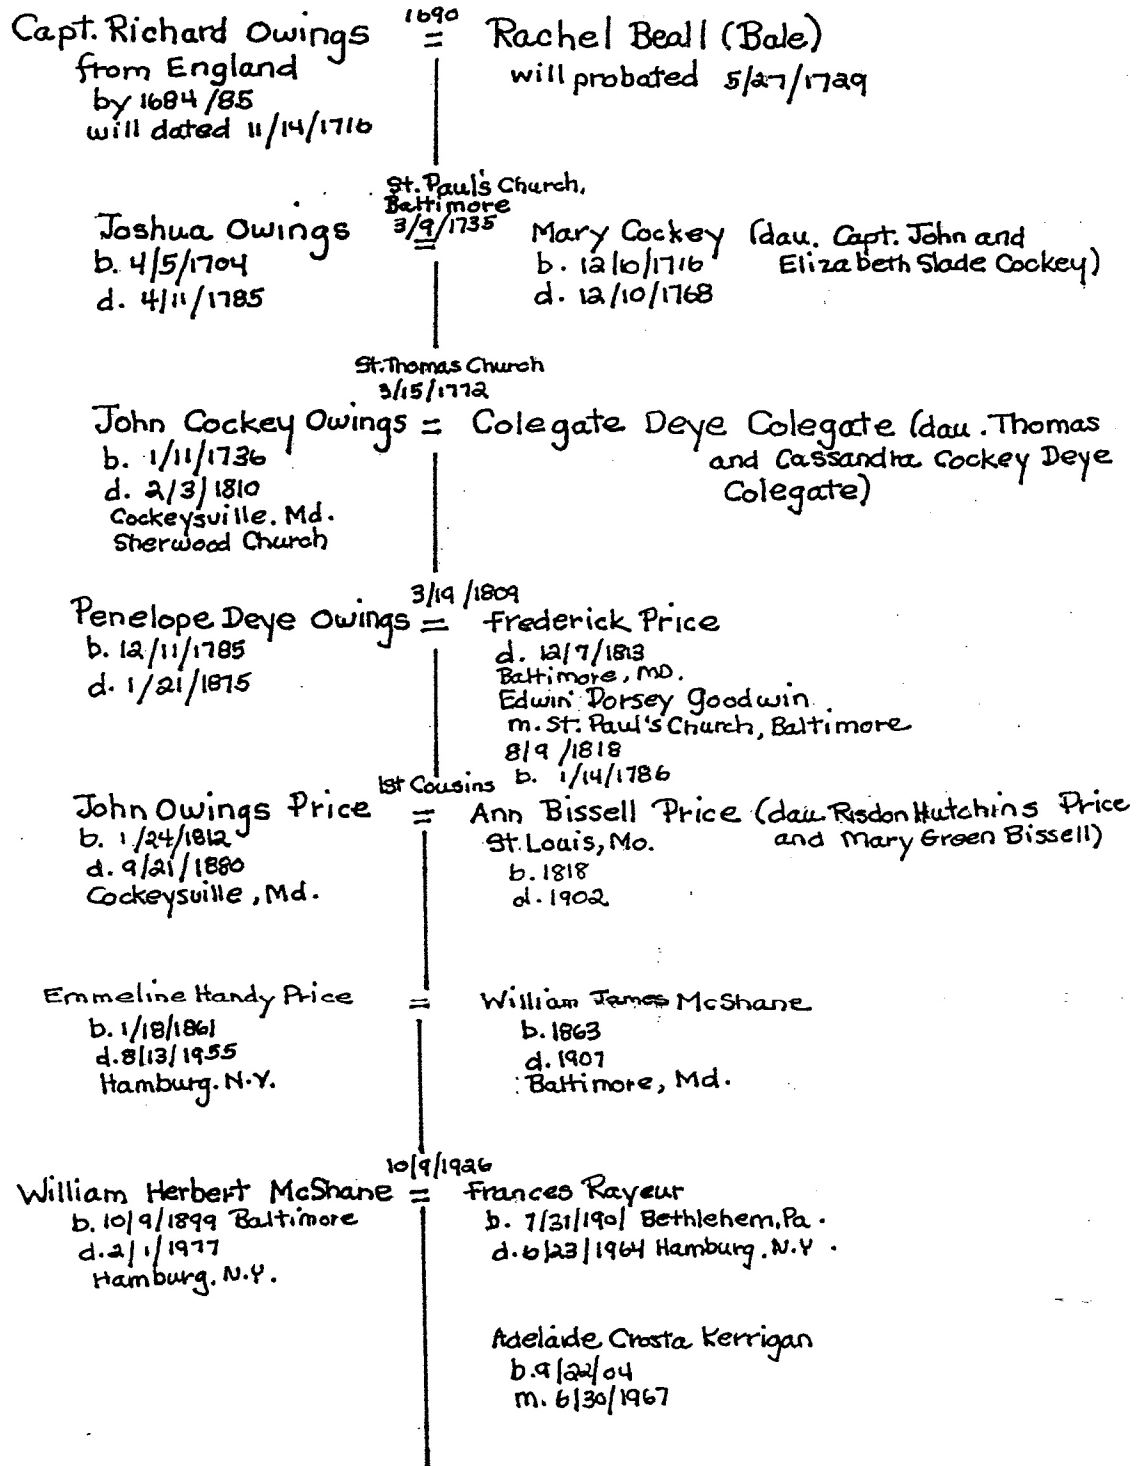 Capt. Richard Owings
from England
by 1684/85
will dated 11/14/1716
1690
=
Rachel Beall (Bale)
will probated 5/27/1729
St. Paul's Church,
Baltimore
3/9/1735
=
Joshua Owings
b. 4/5/1704
d. 4/11/1785
Mary Cockey (dau. Capt. John and
Elizabeth Slade Cockey)
b. 12/10/1716
d. 12/10/1768
St. Thomas Church
3/15/1772
John Cockey Owings = Colegate Deye Colegate (dau. Thomas
and Cassandra Cockey Deye
Colegate)
b. 1/11/1736
d. 2/3/1810
Cockeysville. Md.
Sherwood Church
3/19/1809
Penelope Deye Owings = Frederick Price
b. 12/11/1785
d. 1/21/1875
d. 12/7/1813
Baltimore, MD.
Edwin Dorsey Goodwin
m. St. Paul's Church, Baltimore
8/9/1818
b. 1/14/1786
1st Cousins
John Owings Price = Ann Bissell Price (dau. Risdon Hutchins Price
and Mary Green Bissell)
b. 1/24/1812
d. 9/21/1880
Cockeysville, Md.
St. Louis, Mo.
b. 1818
d. 1902
Emmeline Handy Price = William James McShane
b. 1/18/1861
d. 8/13/1955
Hamburg. N.Y.
b. 1863
d. 1907
Baltimore, Md.
10/9/1926
William Herbert McShane = Frances Rayeur
b. 10/9/1899 Baltimore
d. 2/1/1977
Hamburg. N.Y.
b. 7/31/1901 Bethlehem, Pa.
d. 6/23/1964 Hamburg. N.Y.
Adelaide Crosta Kerrigan
b. 9/22/04
m. 6/30/1967